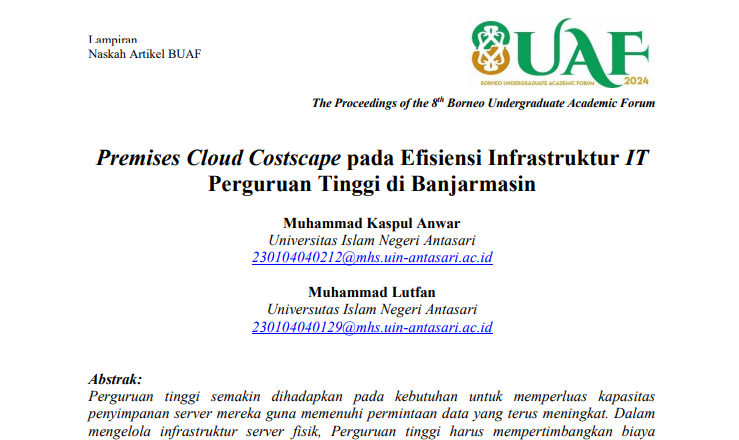 Lampiran
Naskah Artikel BUAF
BUAF
BORNEO UNDERGRADUATE ACADEMIC FORUM
2024
The Proceedings of the 8th Borneo Undergraduate Academic Forum
Premises Cloud Costscape pada Efisiensi Infrastruktur IT
Perguruan Tinggi di Banjarmasin
Muhammad Kaspul Anwar
Universitas Islam Negeri Antasari
230104040212@mhs.uin-antasari.ac.id
Muhammad Lutfan
Universutas Islam Negeri Antasari
230104040129@mhs.uin-antasari.ac.id
Abstrak:
Perguruan tinggi semakin dihadapkan pada kebutuhan untuk memperluas kapasitas
penyimpanan server mereka guna memenuhi permintaan data yang terus meningkat. Dalam
mengelola infrastruktur server fisik, Perguruan tinggi harus mempertimbangkan biaya